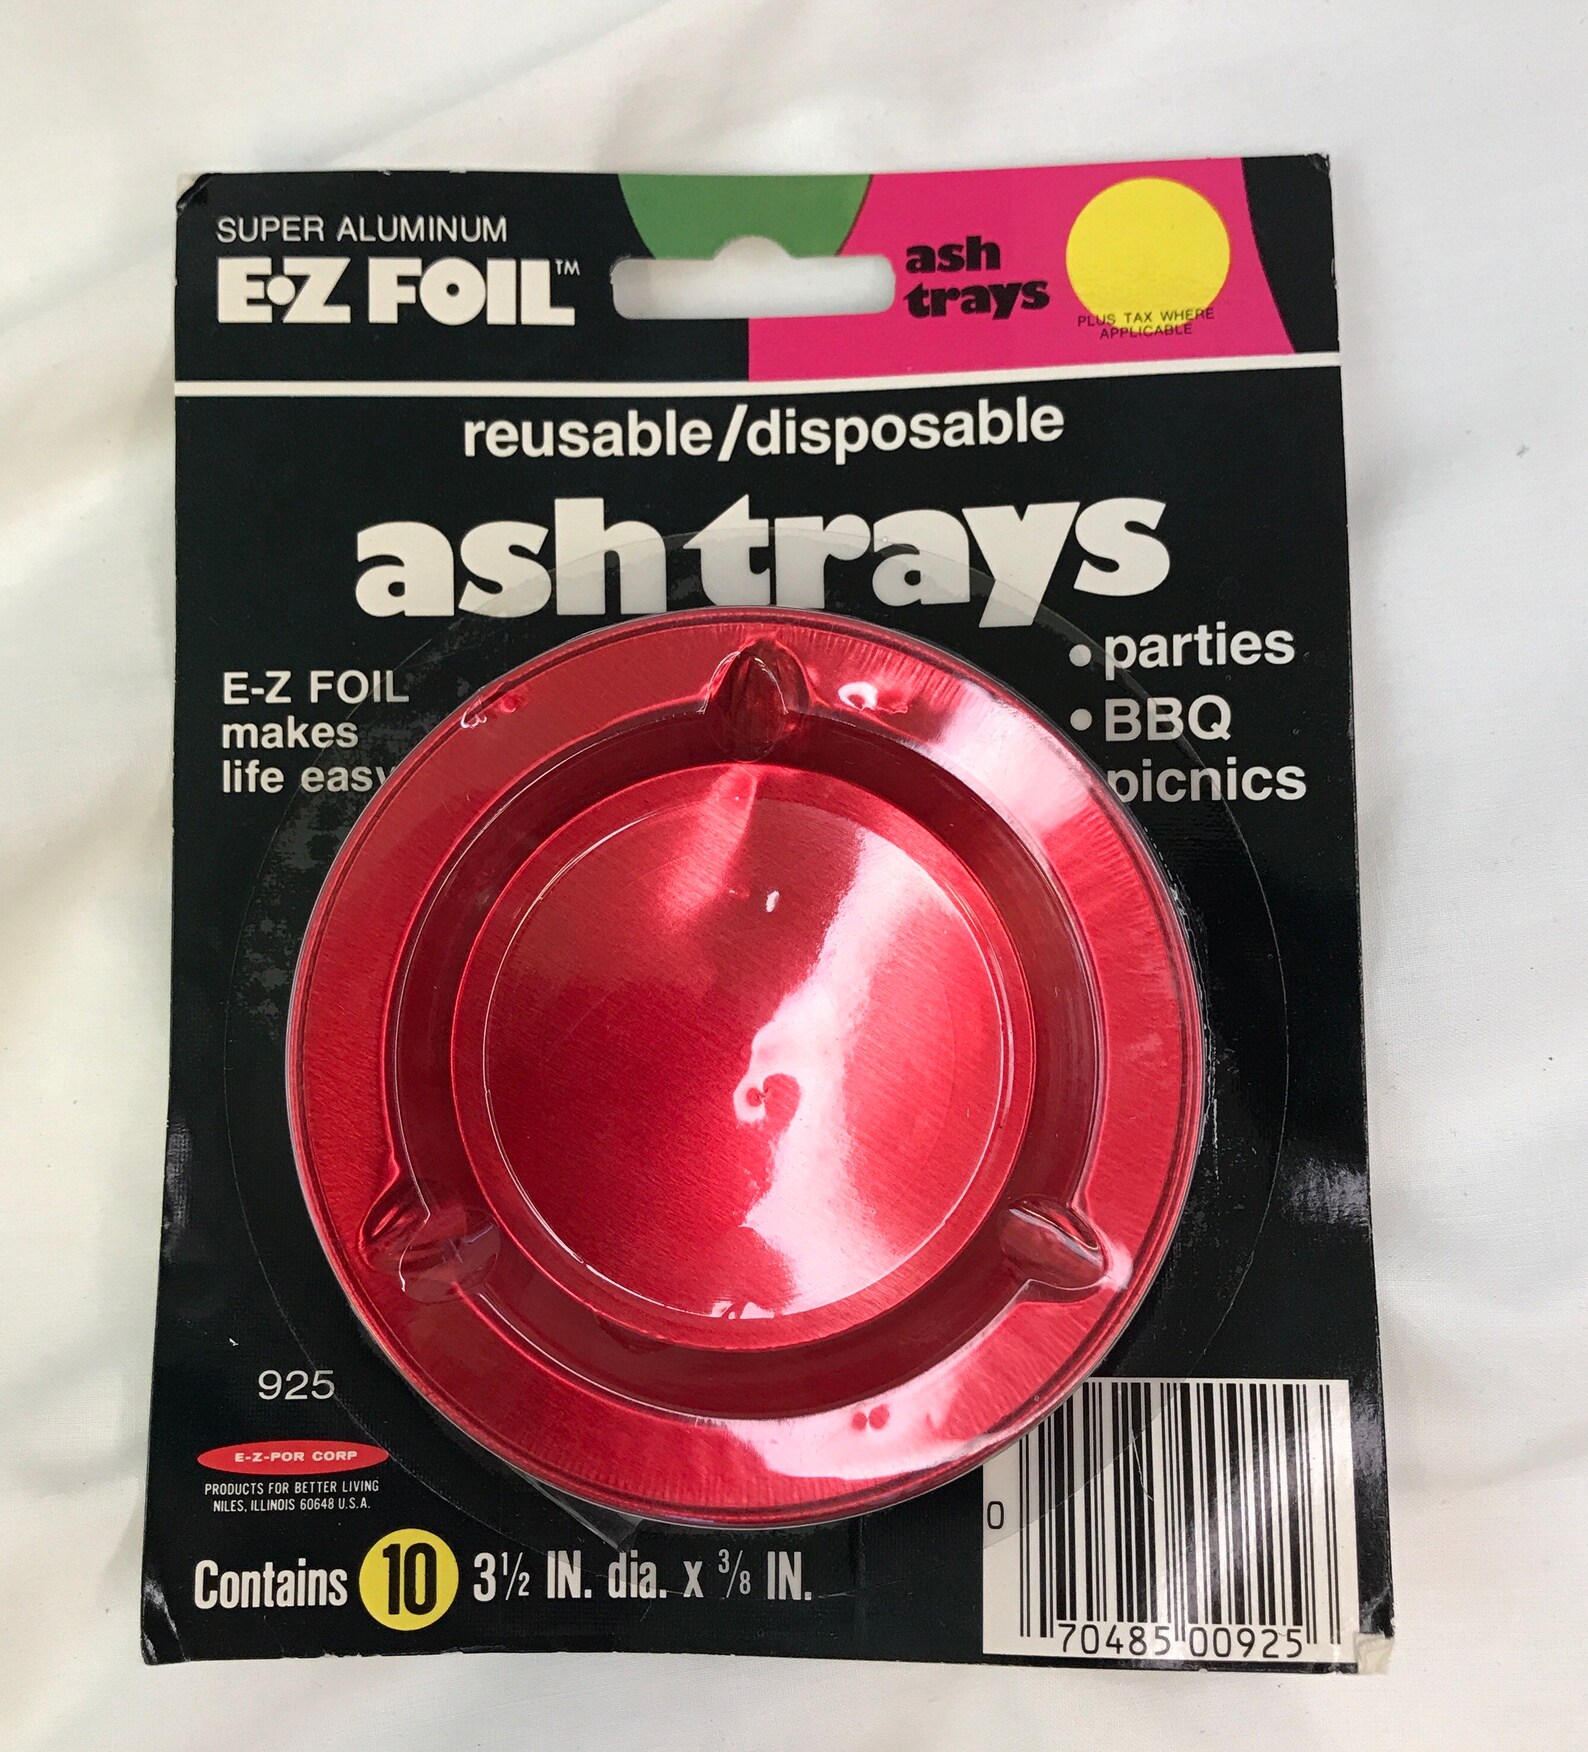 SUPER ALUMINUM
E·Z FOIL™
ash
trays
PLUS TAX WHERE
APPLICABLE
reusable/disposable
ash trays
E-Z FOIL
makes
life easy
• parties
• BBQ
picnics
925
E-Z-POR CORP
PRODUCTS FOR BETTER LIVING
NILES, ILLINOIS 60648 U.S.A.
Contains 10 3½ IN. dia. x ⅜ IN.
0 70485 00925